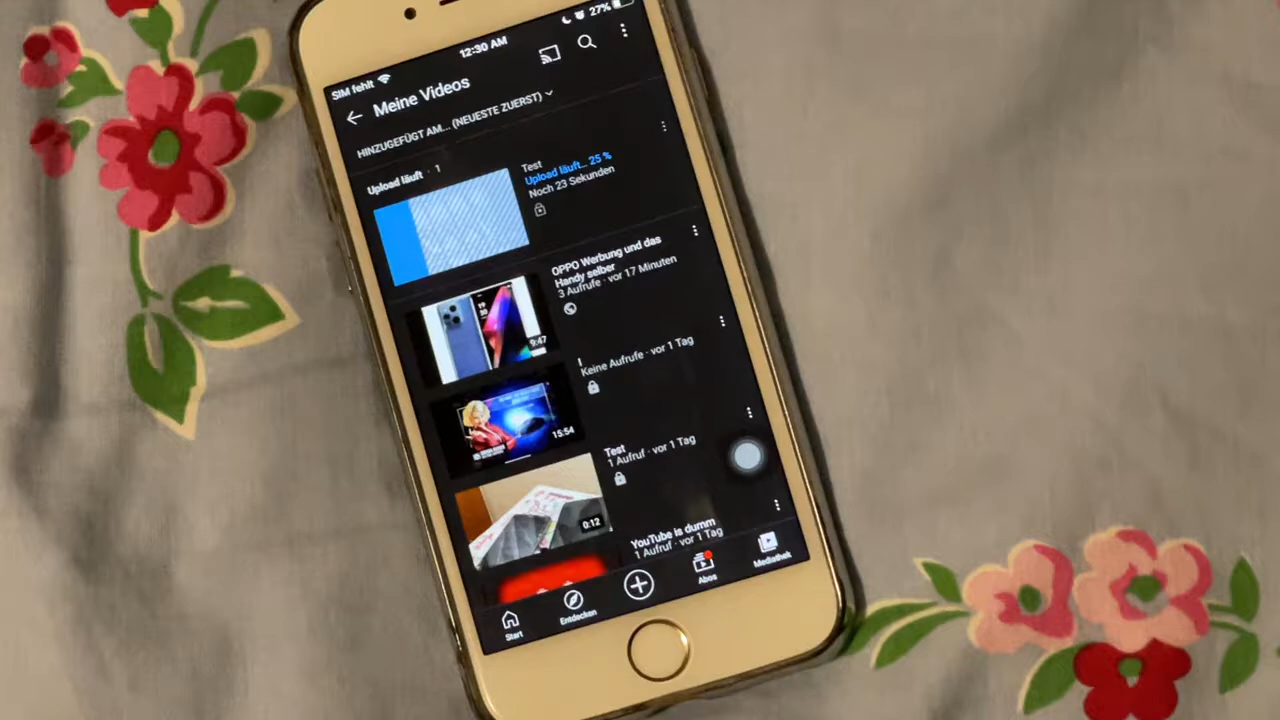 SIM fehlt 12:30 AM 27%
Meine Videos
HINZUGEFÜGT AM... (NEUESTE ZUERST)
Upload läuft · 1
Test
Upload läuft... 25 %
Noch 23 Sekunden
OPPO Werbung und das
Handy selber
3 Aufrufe · vor 17 Minuten
9:47
Keine Aufrufe · vor 1 Tag
15:54
Test
1 Aufruf · vor 1 Tag
0:12
YouTube is dumm
1 Aufruf · vor 1 Tag
Start
Entdecken
Abos
Mediathek